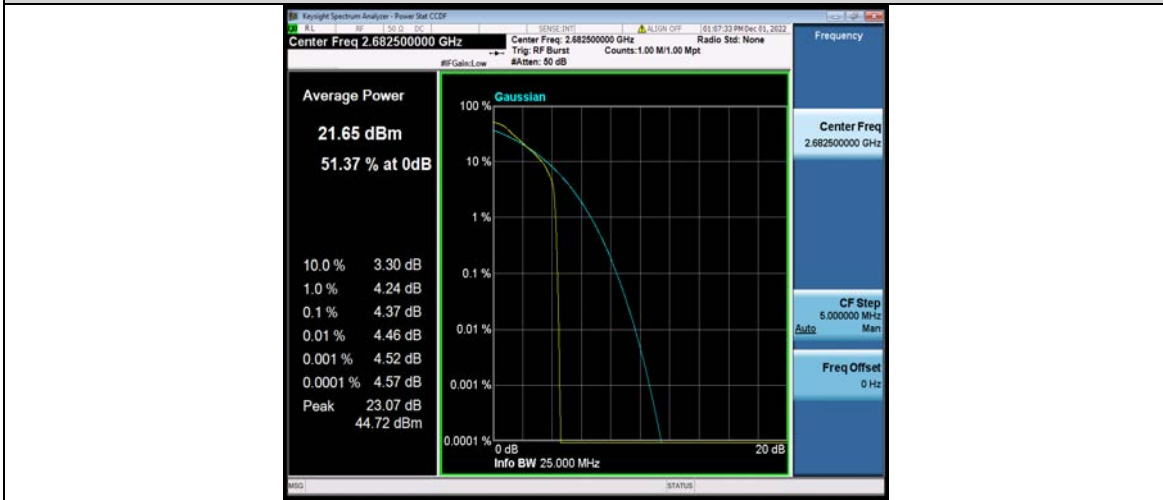 Keysight Spectrum Analyzer - Power Stat CCDF
RL RF 50 Ω DC SENSE:INT ALIGN OFF 01:07:33 PM Dec 01, 2022
Center Freq 2.682500000 GHz
Center Freq: 2.682500000 GHz Radio Std: None
Trig: RF Burst Counts:1.00 M/1.00 Mpt
#IFGain:Low #Atten: 50 dB
Frequency
Average Power
21.65 dBm
51.37 % at 0dB
10.0 % 3.30 dB
1.0 % 4.24 dB
0.1 % 4.37 dB
0.01 % 4.46 dB
0.001 % 4.52 dB
0.0001 % 4.57 dB
Peak 23.07 dB
44.72 dBm
Gaussian
100 %
10 %
1 %
0.1 %
0.01 %
0.001 %
0.0001 %
0 dB 20 dB
Info BW 25.000 MHz
Center Freq
2.682500000 GHz
CF Step
5.000000 MHz
Auto Man
Freq Offset
0 Hz
MSG STATUS